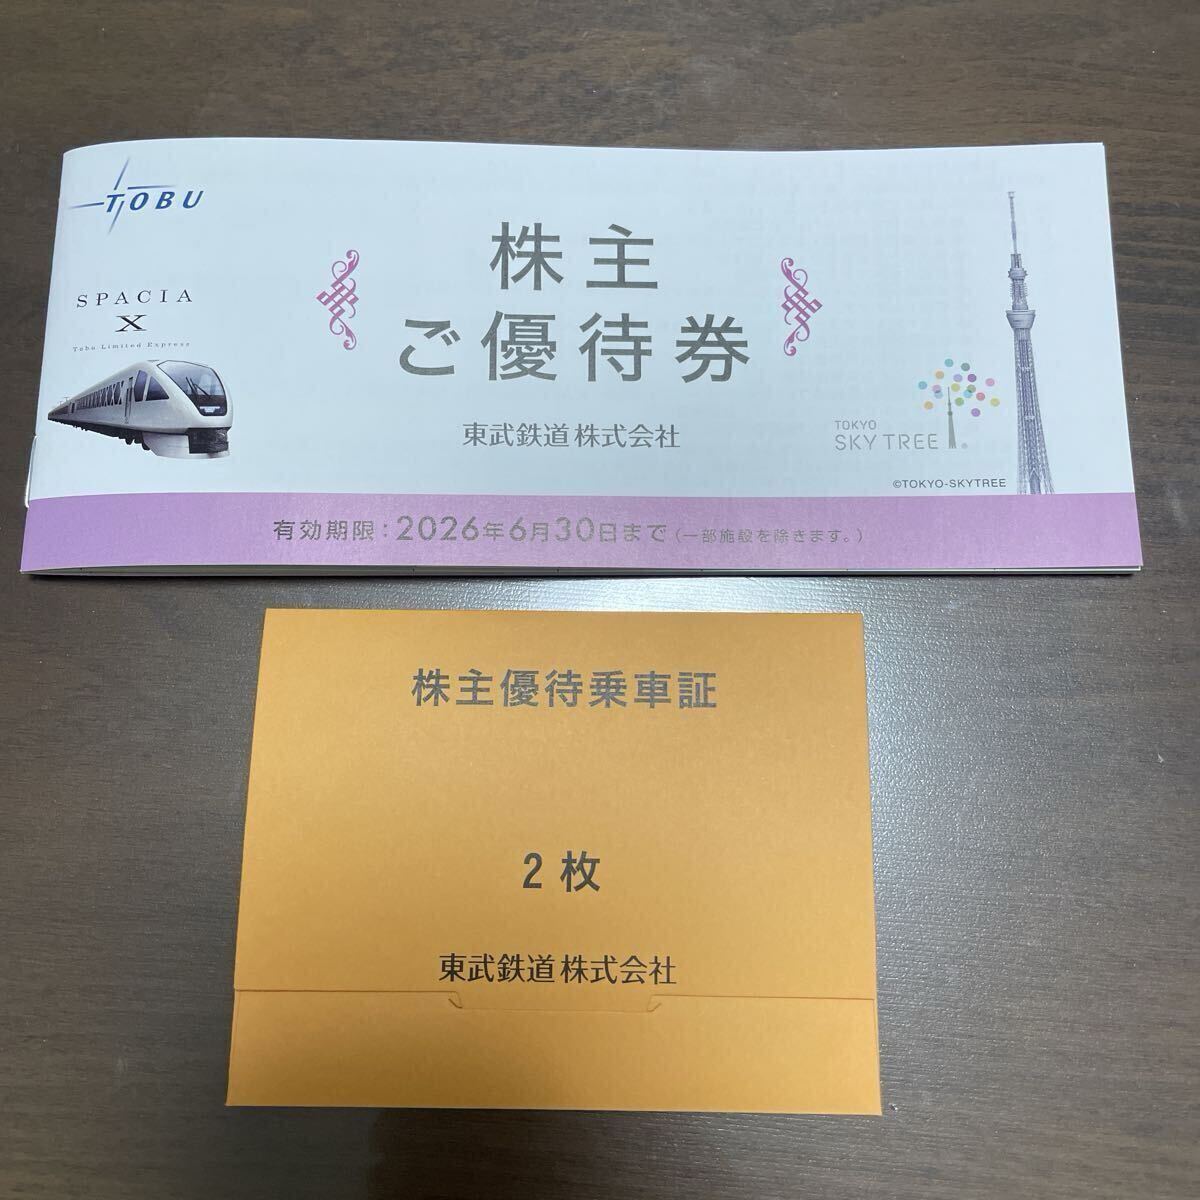 TOBU
SPACIA
X
Tobu Limited Express
株主
ご優待券
東武鉄道株式会社
TOKYO
SKYTREE®
©TOKYO-SKYTREE
有効期限：2026年6月30日まで（一部施設を除きます。）
株主優待乗車証
2枚
東武鉄道株式会社